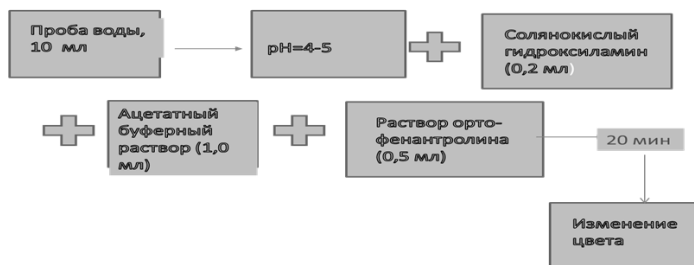 Проба воды,
10 мл
pH=4-5
Солянокислый
гидроксиламин
(0,2 мл)
Ацетатный
буферный
раствор (1,0
мл)
Раствор орто-
фенантролина
(0,5 мл)
20 мин
Изменение
цвета